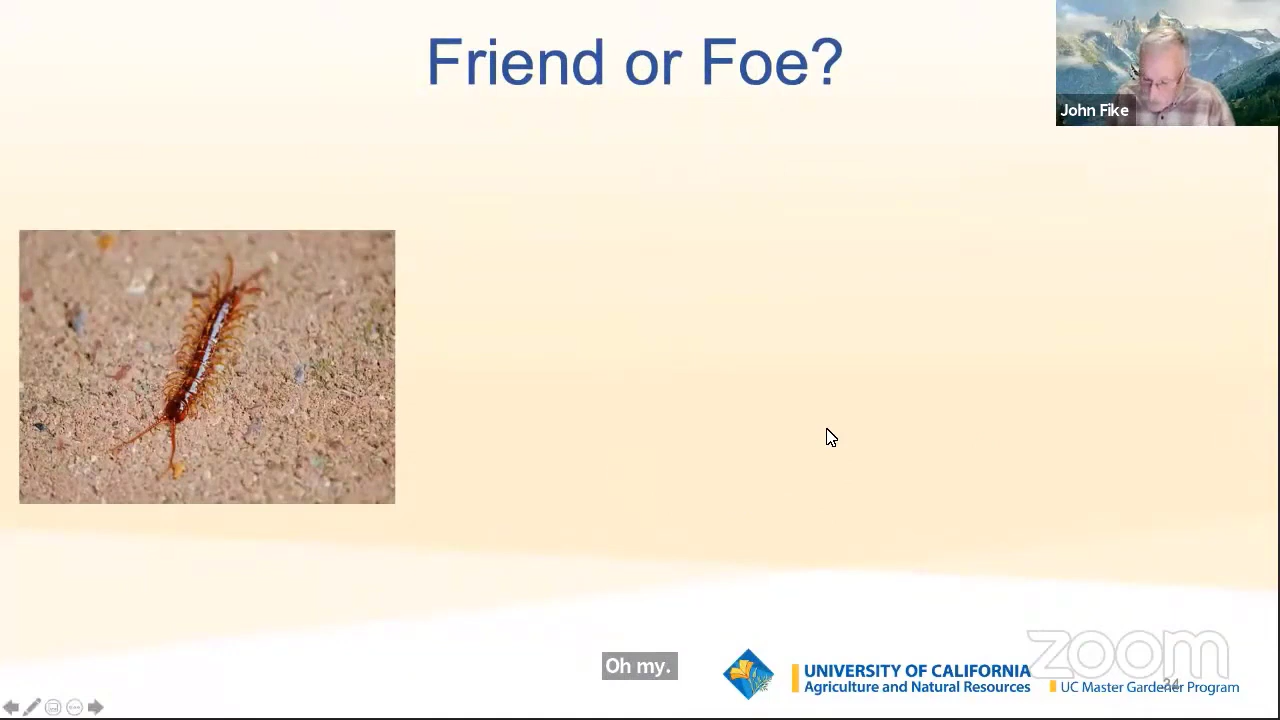 Friend or Foe?
John Fike
Oh my.
UNIVERSITY OF CALIFORNIA
Agriculture and Natural Resources
UC Master Gardener Program
zoom
24